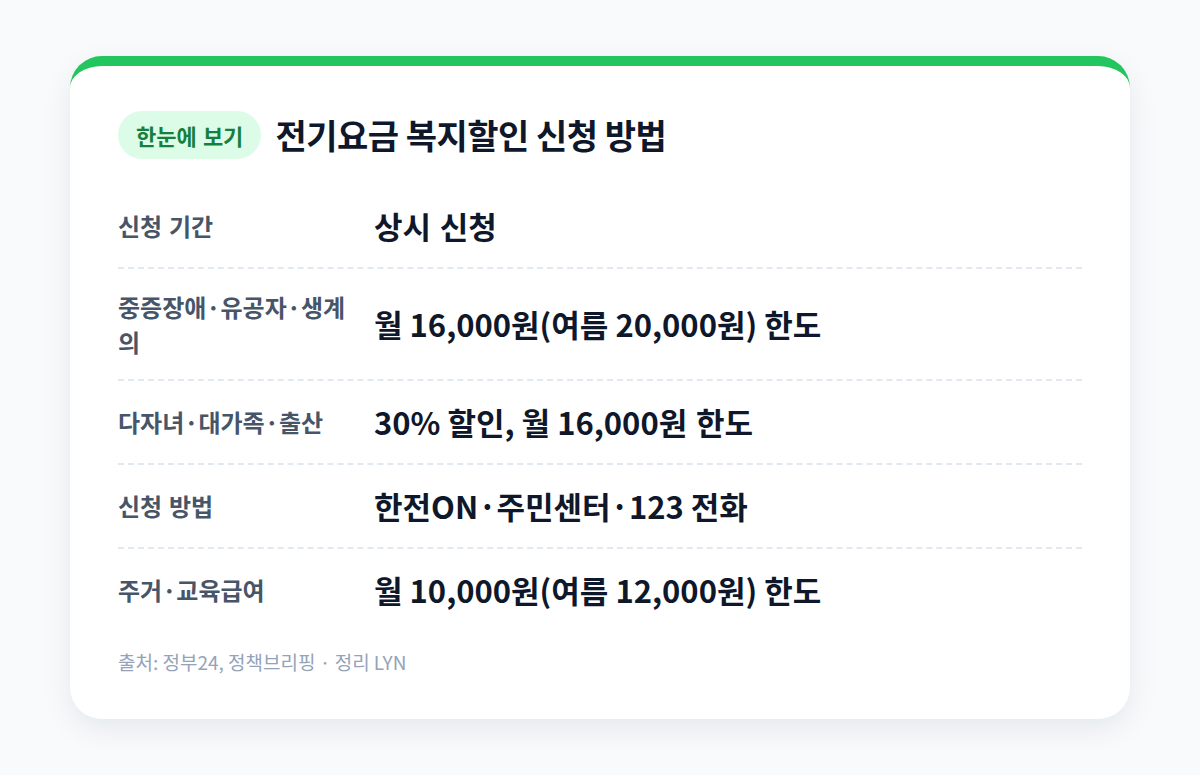 한눈에 보기 전기요금 복지할인 신청 방법
신청 기간 상시 신청
중증장애·유공자·생계
의 월 16,000원(여름 20,000원) 한도
다자녀·대가족·출산 30% 할인, 월 16,000원 한도
신청 방법 한전ON·주민센터·123 전화
주거·교육급여 월 10,000원(여름 12,000원) 한도
출처: 정부24, 정책브리핑 · 정리 LYN